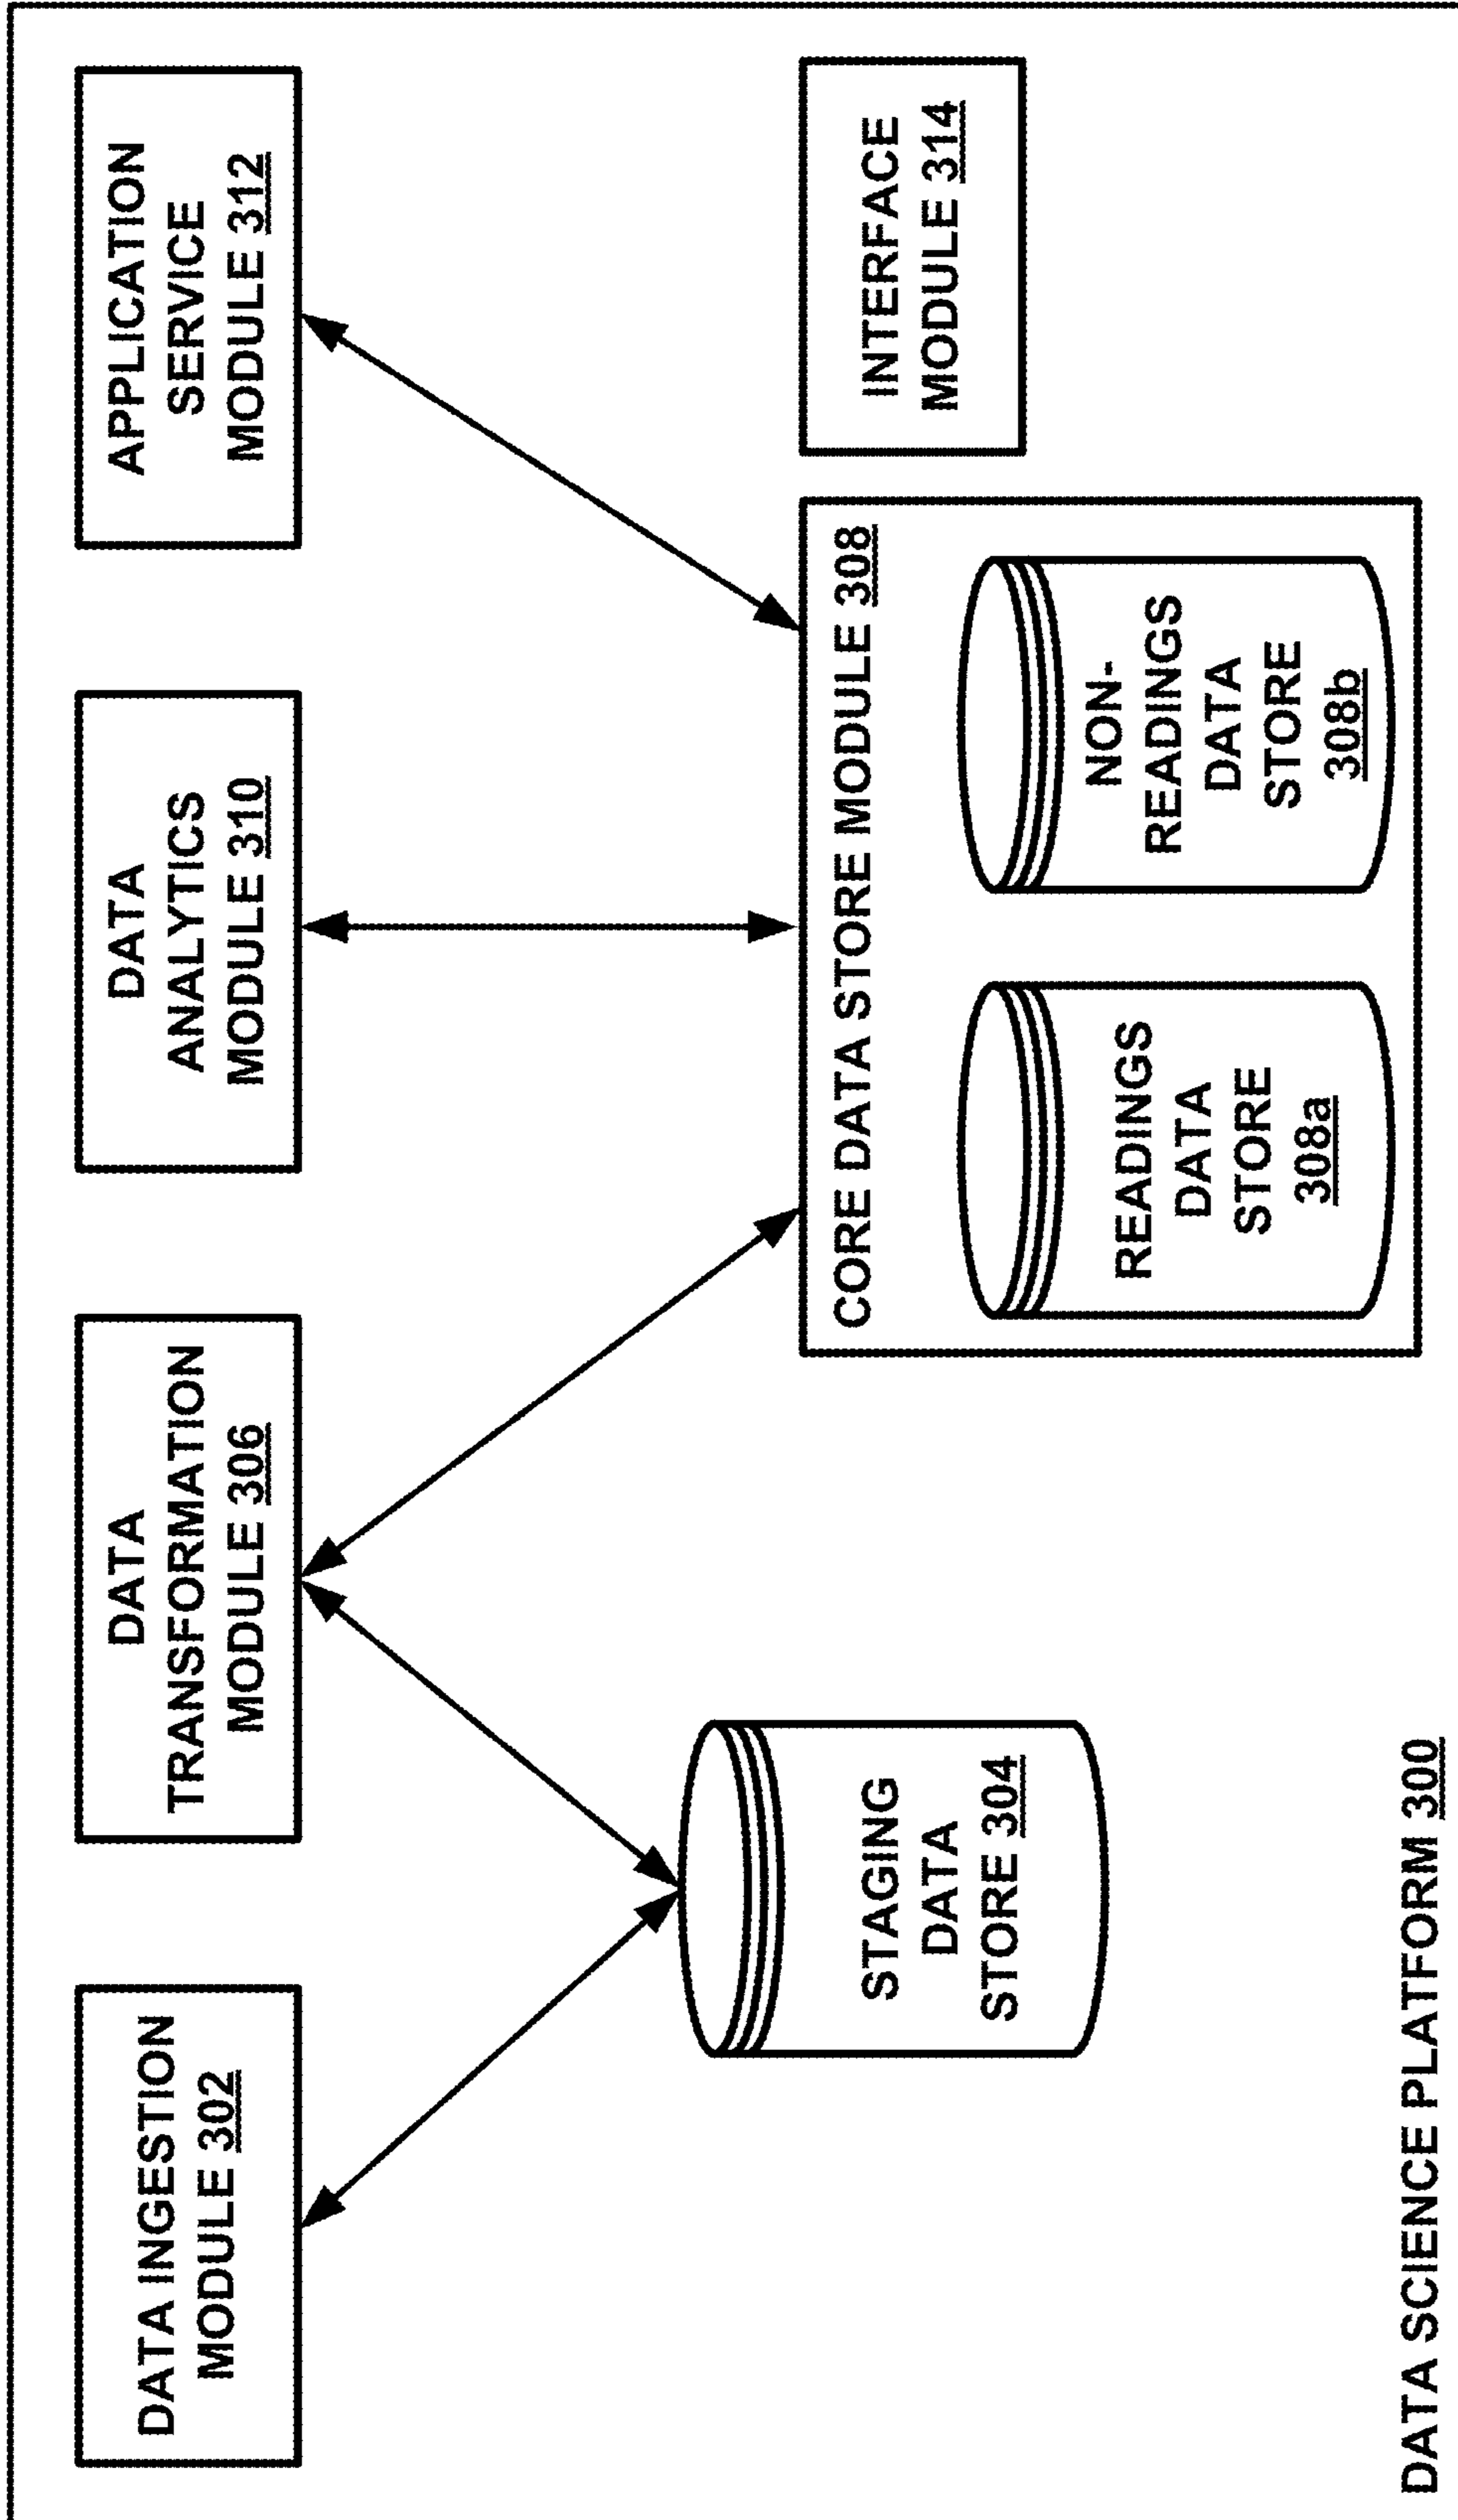 DATA INGESTION
MODULE 302
DATA
TRANSFORMATION
MODULE 306
DATA
ANALYTICS
MODULE 310
APPLICATION
SERVICE
MODULE 312
STAGING
DATA
STORE 304
CORE DATA STORE MODULE 308
READINGS
DATA
STORE
308a
NON-
READINGS
DATA
STORE
308b
INTERFACE
MODULE 314
DATA SCIENCE PLATFORM 300